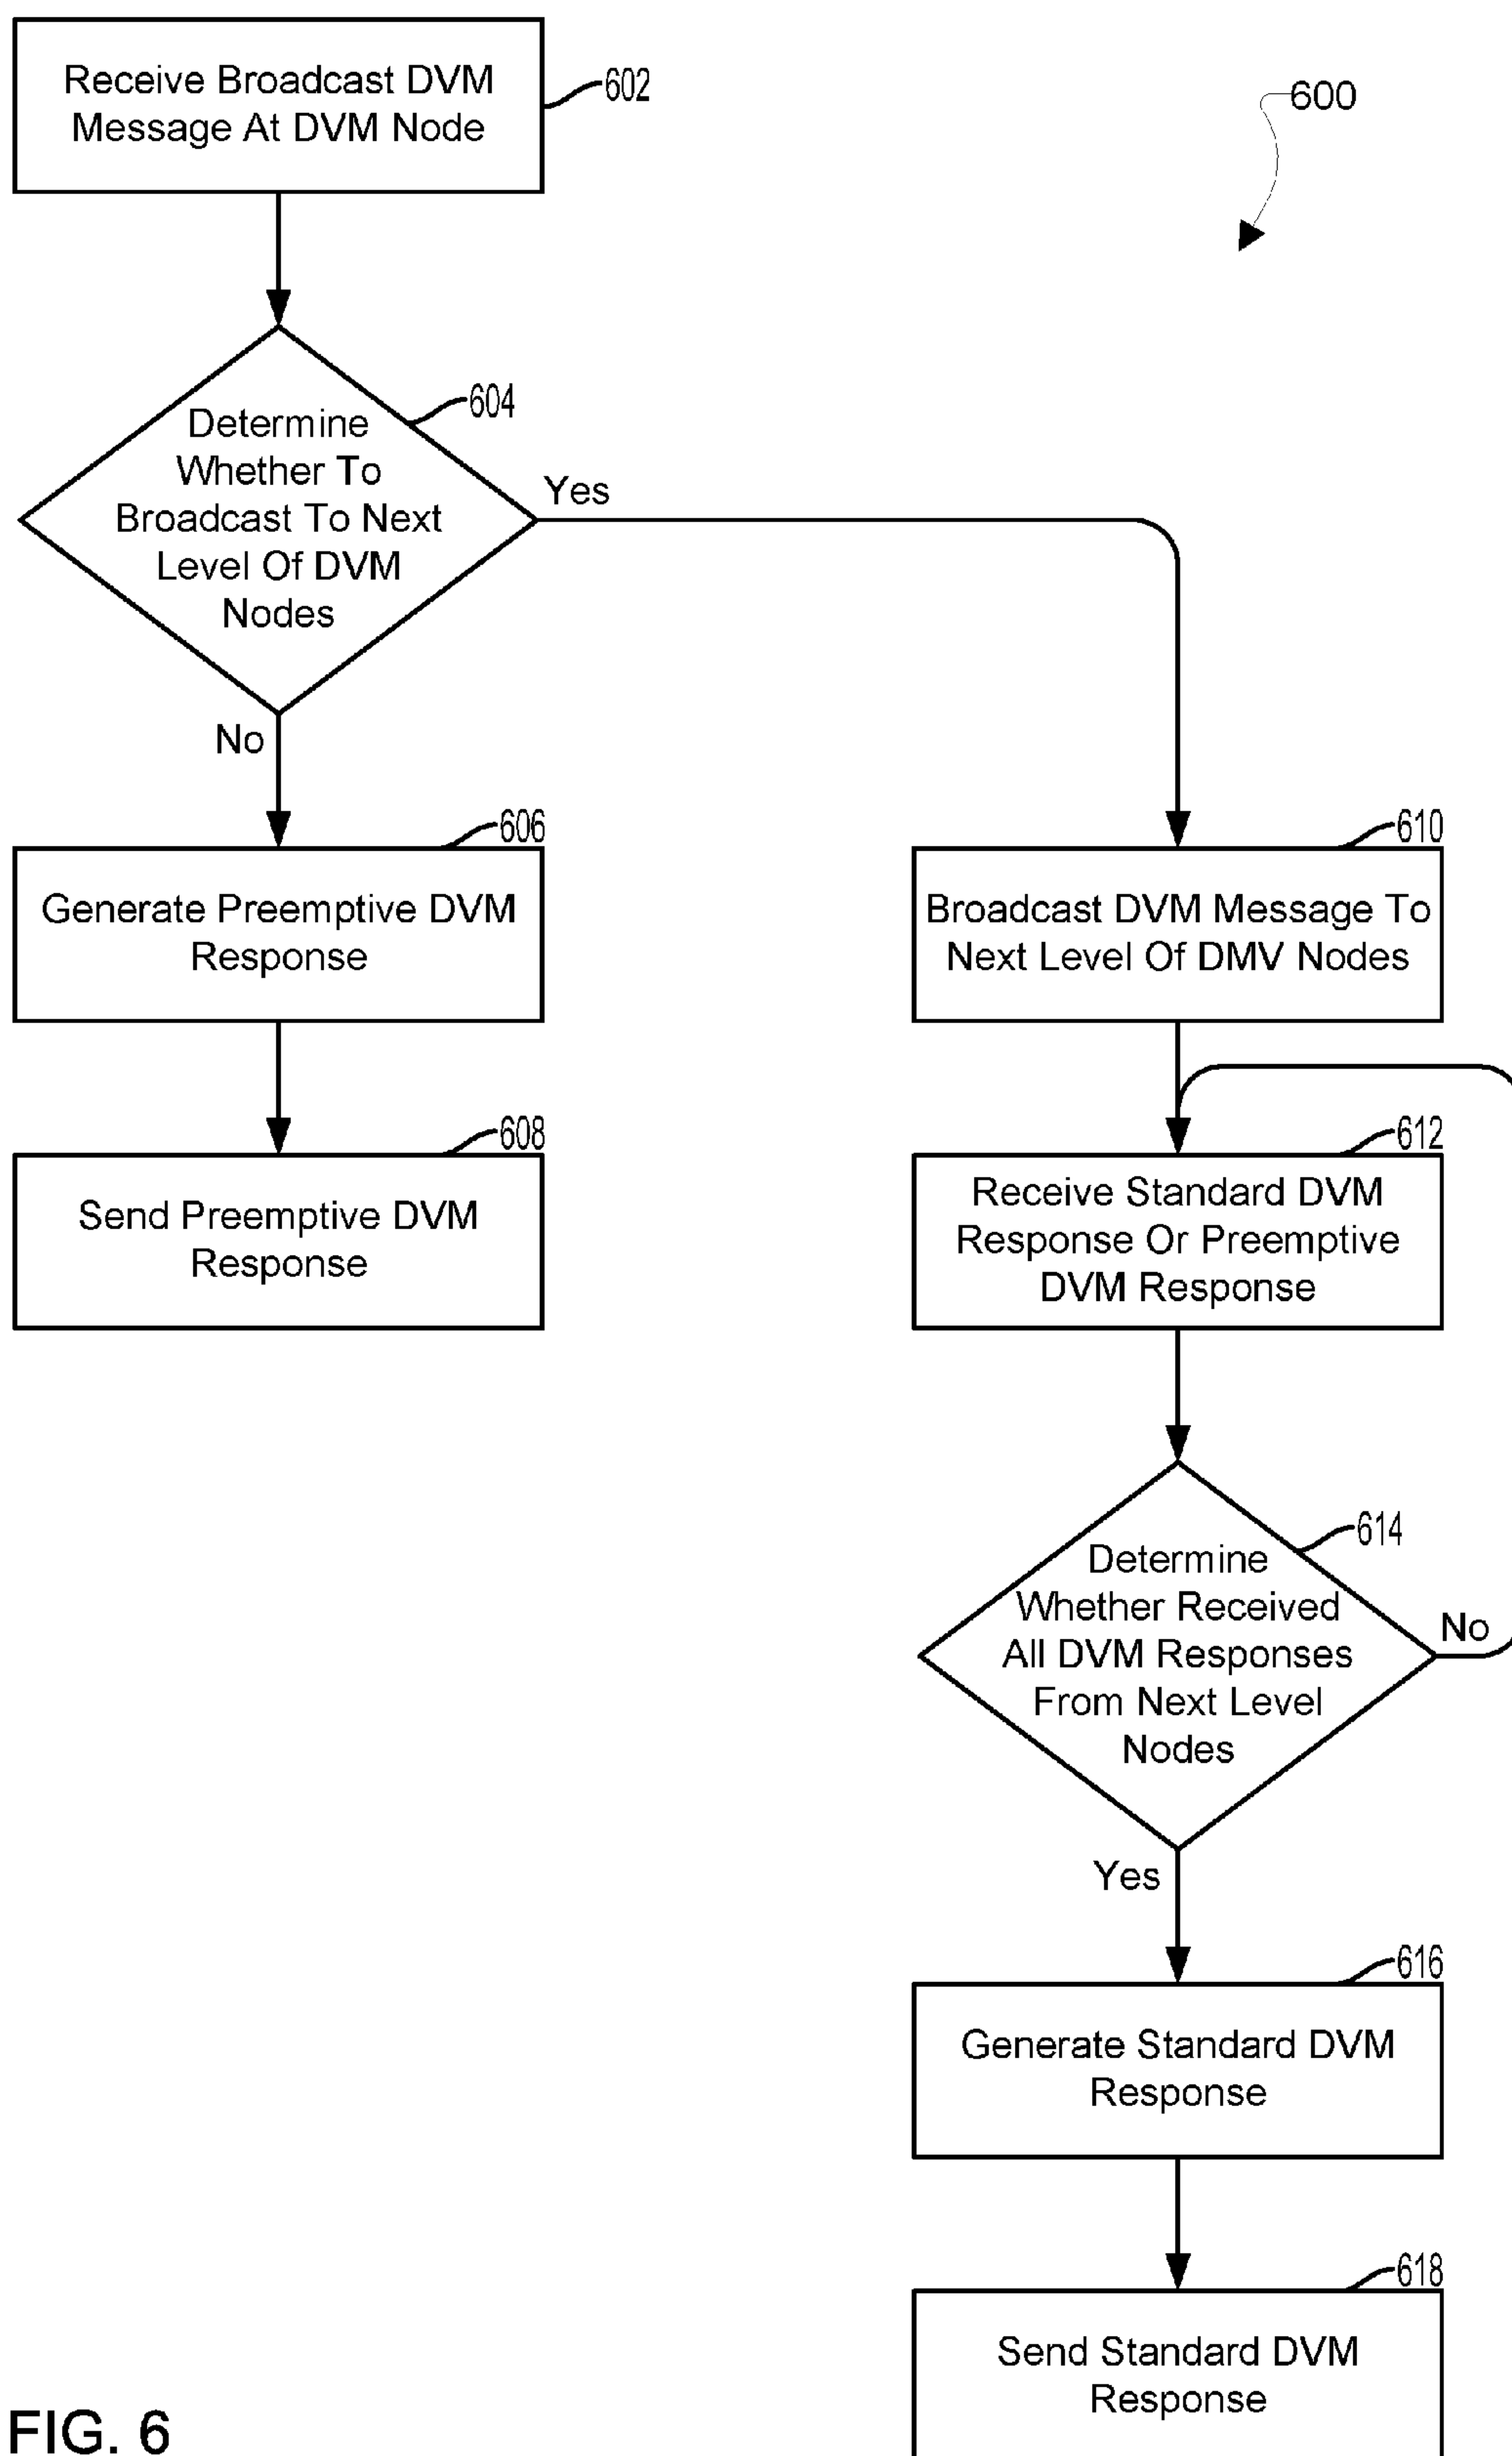 Receive Broadcast DVM
Message At DVM Node
602
600
604
Determine
Whether To
Broadcast To Next
Level Of DVM
Nodes
Yes
No
606
Generate Preemptive DVM
Response
608
Send Preemptive DVM
Response
610
Broadcast DVM Message To
Next Level Of DMV Nodes
612
Receive Standard DVM
Response Or Preemptive
DVM Response
614
Determine
Whether Received
All DVM Responses
From Next Level
Nodes
No
Yes
616
Generate Standard DVM
Response
618
Send Standard DVM
Response
FIG. 6